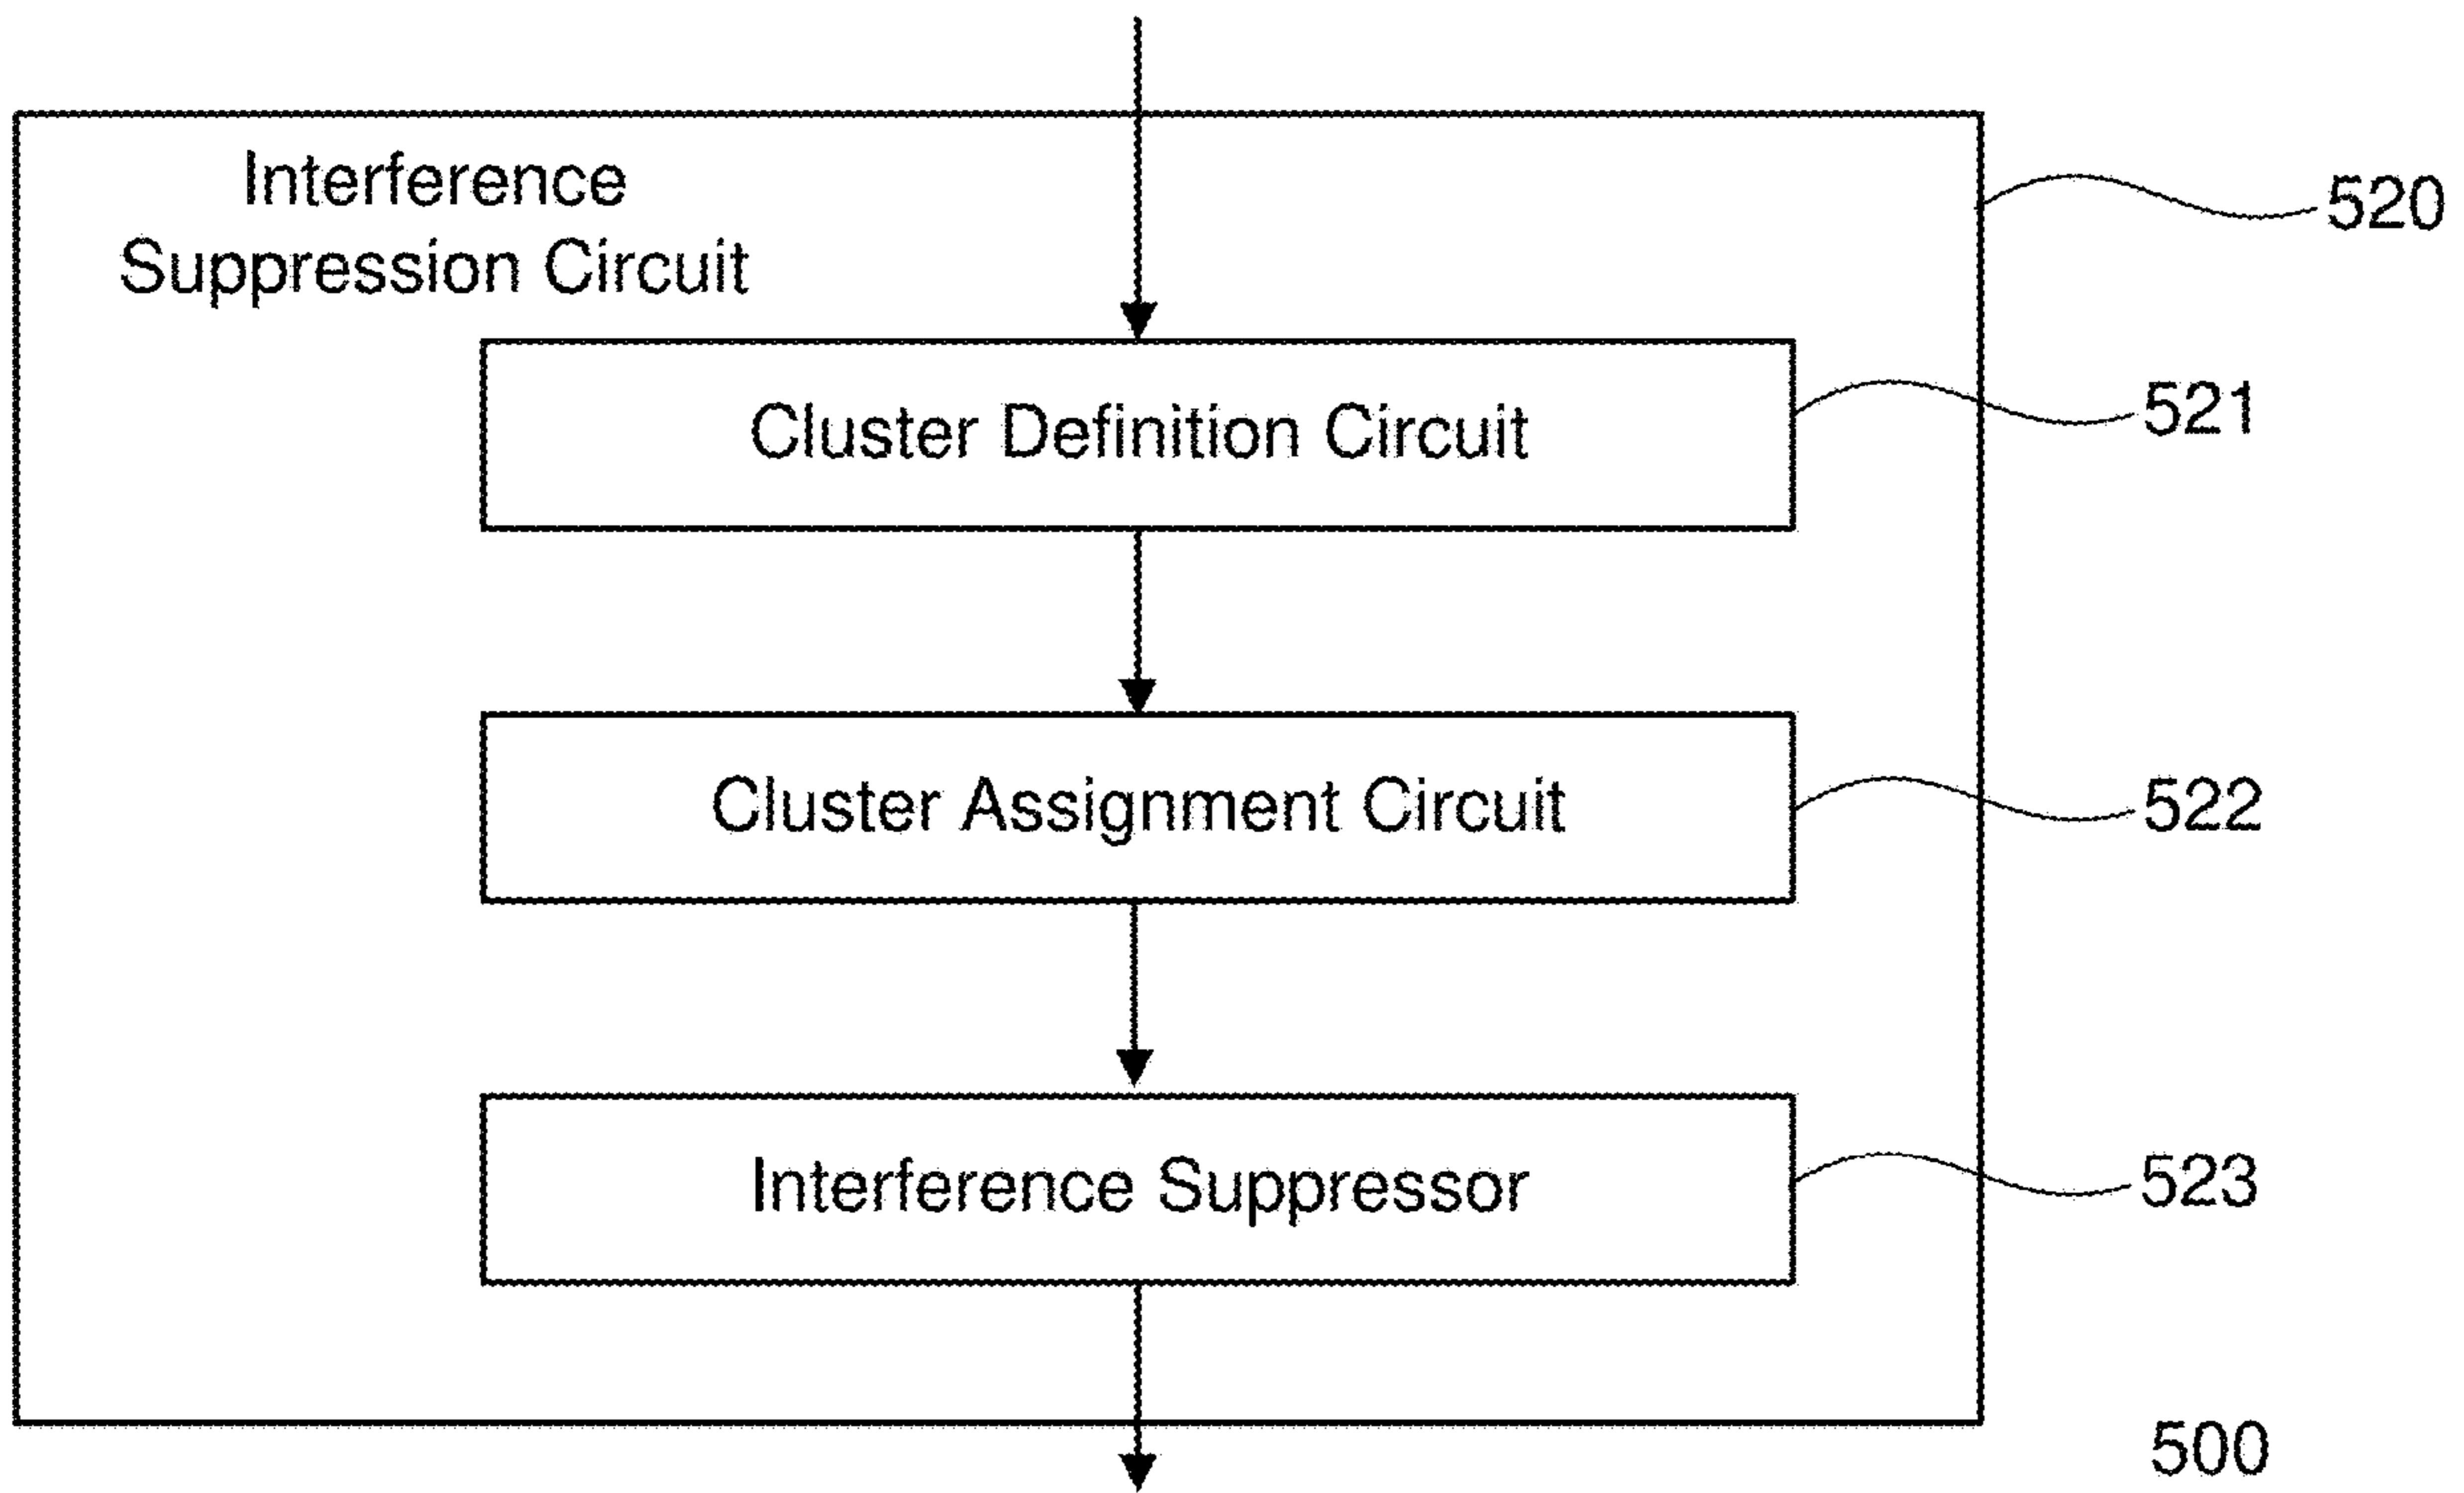 Interference
Suppression Circuit
520
Cluster Definition Circuit
521
Cluster Assignment Circuit
522
Interference Suppressor
523
500